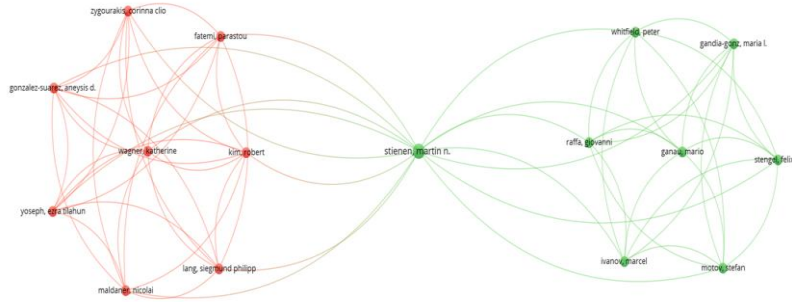 zygourakis, corinna clio
fatemi, parastou
whitfield, peter
gandia-gonz, maria l.
gonzalez-suarez, aneysis d.
wagner, katherine
kim, robert
stienen, martin n.
raffa, giovanni
ganau, mario
stengel, felix
yoseph, ezra tilahun
lang, siegmund philipp
ivanov, marcel
motov, stefan
maldaner, nicolai